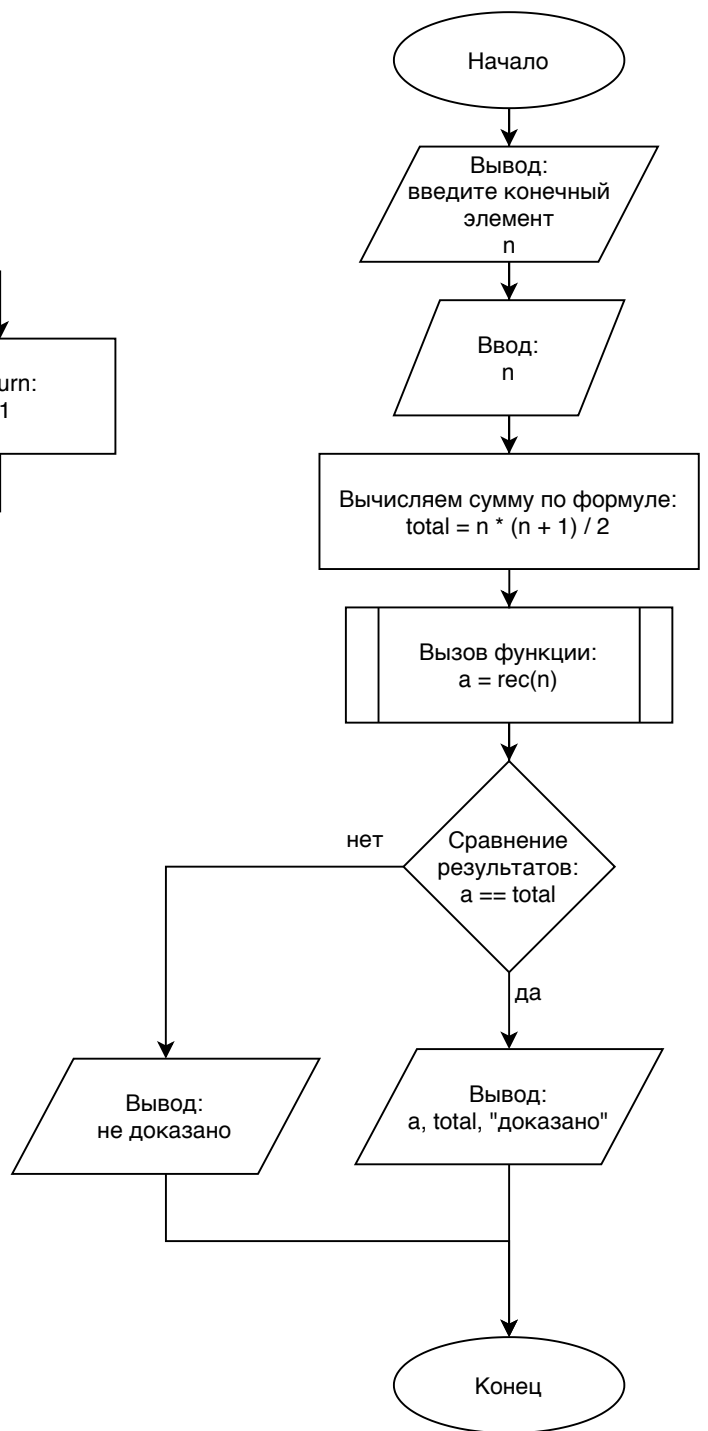 Начало
Вывод:
введите конечный
элемент
n
Ввод:
n
urn:
1
Вычисляем сумму по формуле:
total = n * (n + 1) / 2
Вызов функции:
a = rec(n)
Сравнение
результатов:
a == total
нет
да
Вывод:
не доказано
Вывод:
a, total, "доказано"
Конец